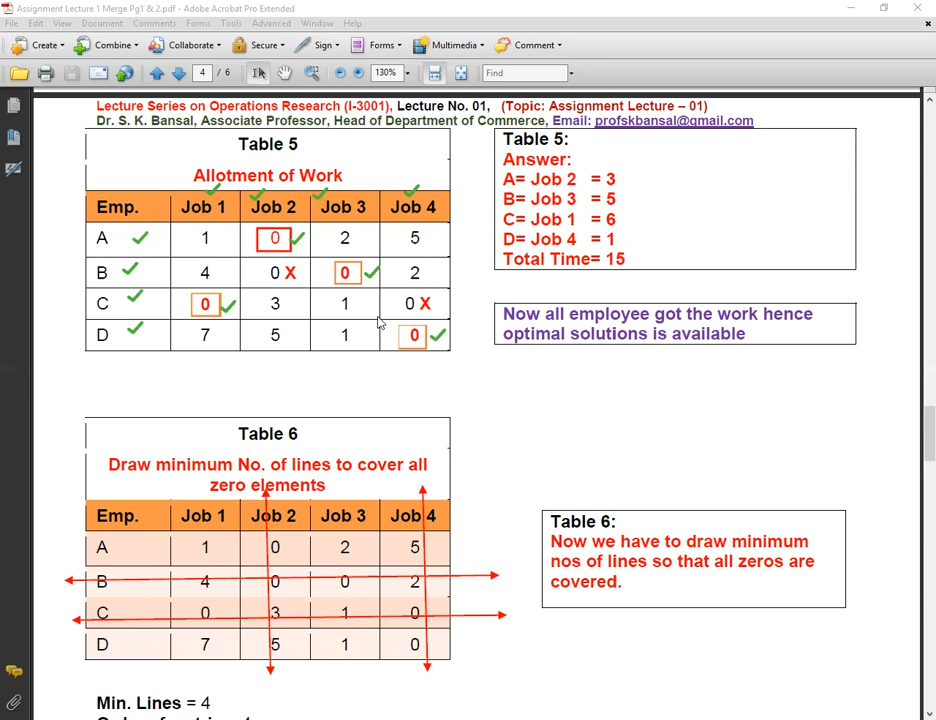 Assignment Lecture 1 Merge Pg1 & 2.pdf - Adobe Acrobat Pro Extended
File Edit View Document Comments Forms Tools Advanced Window Help
Create Combine Collaborate Secure Sign Forms Multimedia Comment
4 / 6 130% Find
Lecture Series on Operations Research (I-3001), Lecture No. 01, (Topic: Assignment Lecture – 01)
Dr. S. K. Bansal, Associate Professor, Head of Department of Commerce, Email: profskbansal@gmail.com
Table 5
Allotment of Work
Emp. Job 1 Job 2 Job 3 Job 4
A 1 0 2 5
B 4 0 X 0 2
C 0 3 1 0 X
D 7 5 1 0
Table 5:
Answer:
A= Job 2 = 3
B= Job 3 = 5
C= Job 1 = 6
D= Job 4 = 1
Total Time= 15
Now all employee got the work hence
optimal solutions is available
Table 6
Draw minimum No. of lines to cover all
zero elements
Emp. Job 1 Job 2 Job 3 Job 4
A 1 0 2 5
B 4 0 0 2
C 0 3 1 0
D 7 5 1 0
Table 6:
Now we have to draw minimum
nos of lines so that all zeros are
covered.
Min. Lines = 4